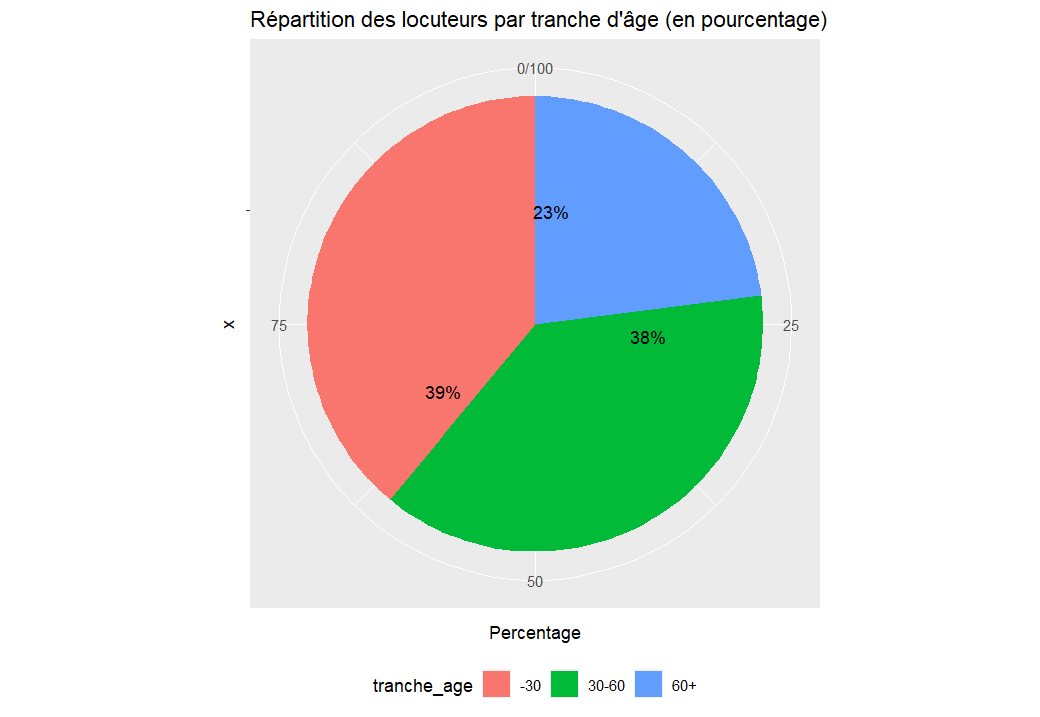 Répartition des locuteurs par tranche d'âge (en pourcentage)
0/100
23%
x
75
38%
25
39%
50
Percentage
tranche_age -30 30-60 60+